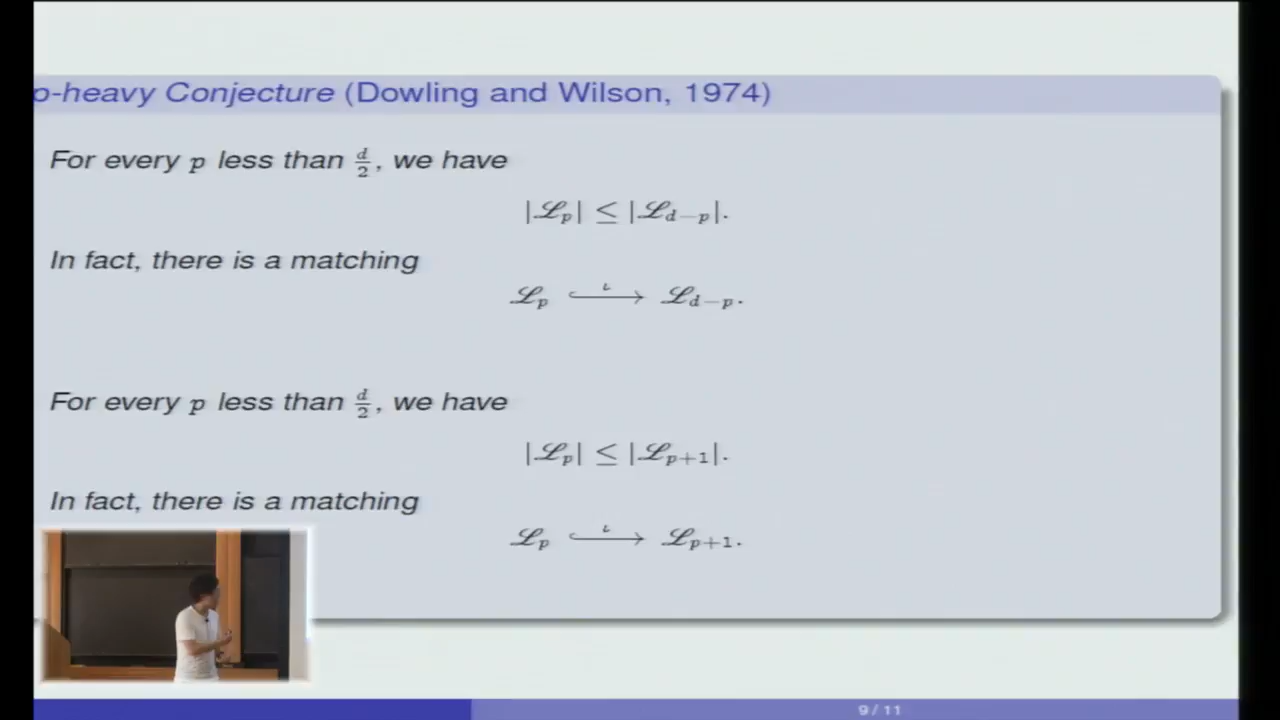 p-heavy Conjecture (Dowling and Wilson, 1974)
For every p less than d/2, we have
|ℒ_p| ≤ |ℒ_{d−p}|.
In fact, there is a matching
ℒ_p ↪^ι ℒ_{d−p}.
For every p less than d/2, we have
|ℒ_p| ≤ |ℒ_{p+1}|.
In fact, there is a matching
ℒ_p ↪^ι ℒ_{p+1}.
9 / 11